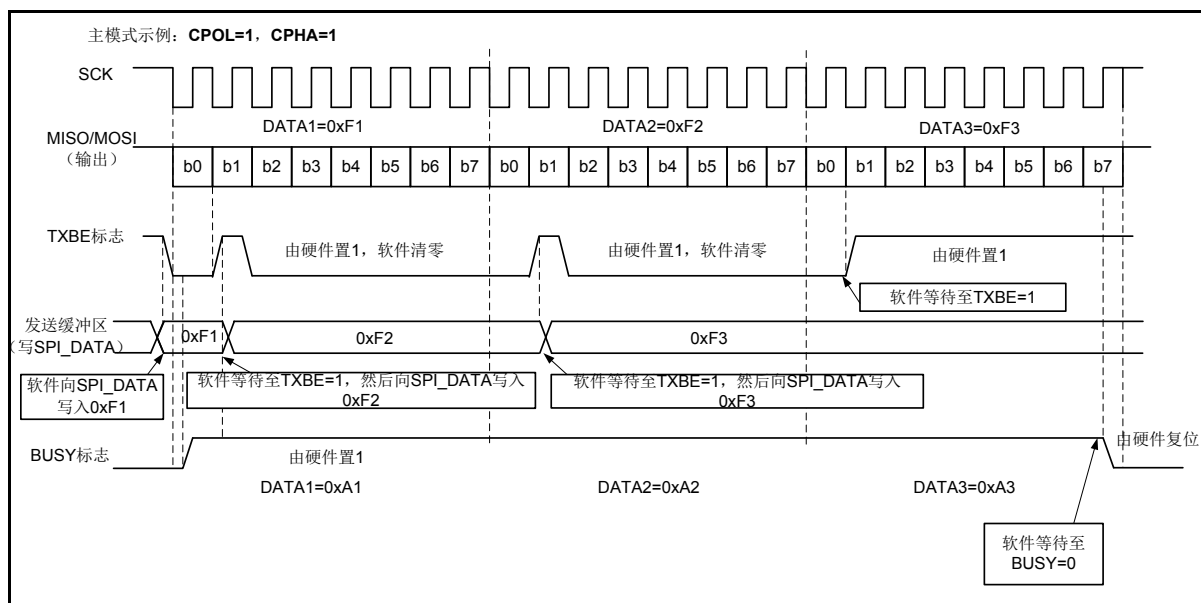 主模式示例：CPOL=1，CPHA=1
SCK
DATA1=0xF1
DATA2=0xF2
DATA3=0xF3
MISO/MOSI
（输出）
b0 b1 b2 b3 b4 b5 b6 b7 b0 b1 b2 b3 b4 b5 b6 b7 b0 b1 b2 b3 b4 b5 b6 b7
TXBE标志
由硬件置1，软件清零
由硬件置1，软件清零
由硬件置1
软件等待至TXBE=1
发送缓冲区
（写SPI_DATA）
0xF1
0xF2
0xF3
软件向SPI_DATA
写入0xF1
软件等待至TXBE=1，然后向SPI_DATA写入
0xF2
软件等待至TXBE=1，然后向SPI_DATA写入
0xF3
BUSY标志
由硬件置1
由硬件复位
DATA1=0xA1
DATA2=0xA2
DATA3=0xA3
软件等待至
BUSY=0